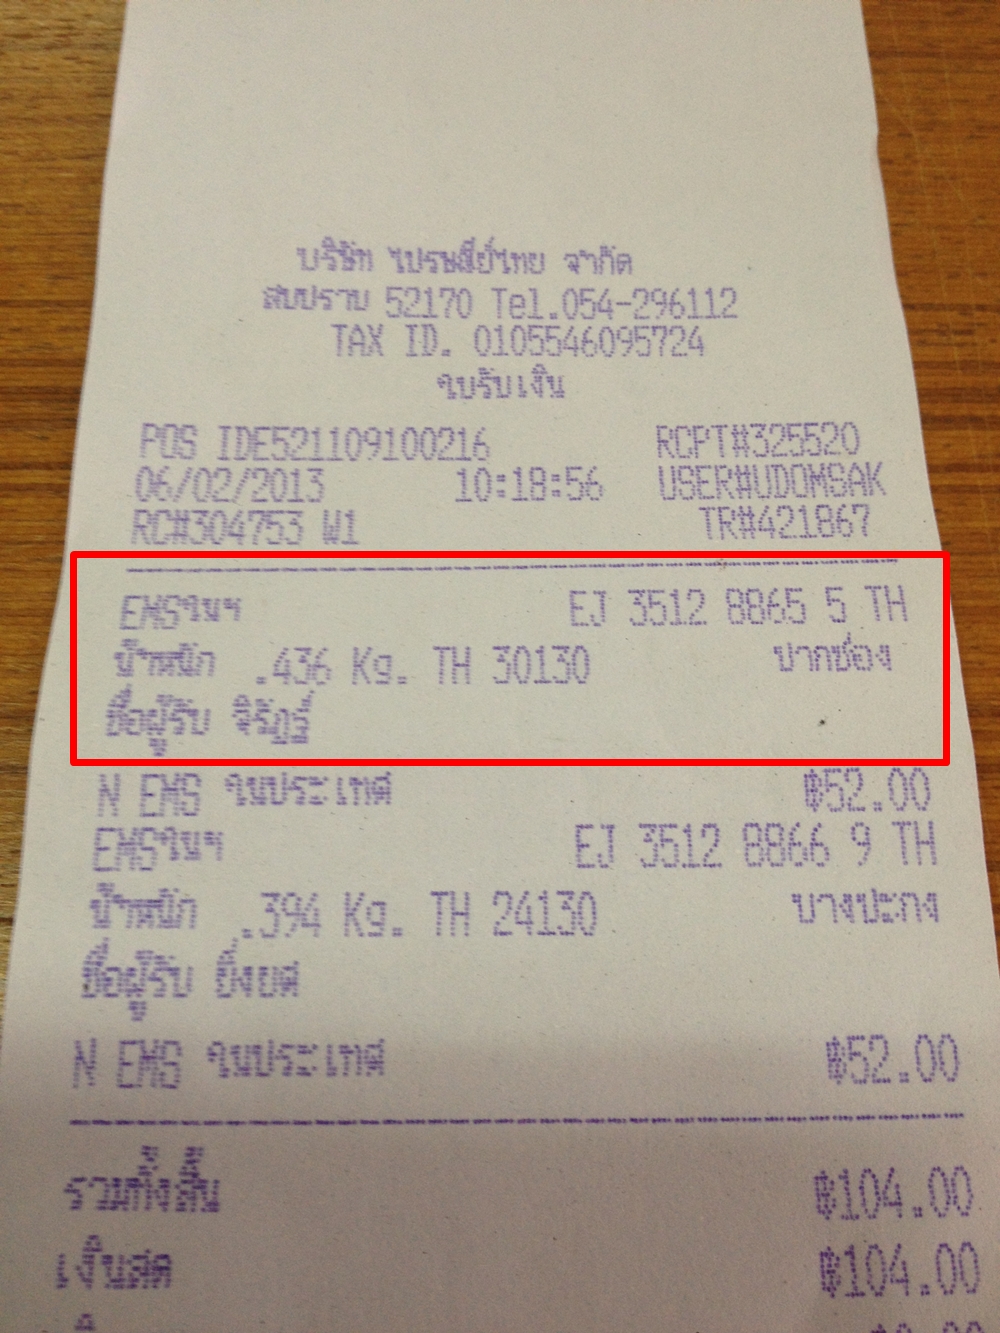 บริษัท ไปรษณีย์ไทย จำกัด
สบปราบ 52170 Tel.054-296112
TAX ID. 0105546095724
ใบรับเงิน
POS IDE521109100216 RCPT#325520
06/02/2013 10:18:56 USER#UDOMSAK
RC#304753 W1 TR#421867
EMSในฯ EJ 3512 8865 5 TH
น้ำหนัก .436 Kg. TH 30130 ปากช่อง
ชื่อผู้รับ จิรัฏฐ์
N EMS ในประเทศ ฿52.00
EMSในฯ EJ 3512 8866 9 TH
น้ำหนัก .394 Kg. TH 24130 บางปะกง
ชื่อผู้รับ ยิ่งยศ
N EMS ในประเทศ ฿52.00
รวมทั้งสิ้น ฿104.00
เงินสด ฿104.00